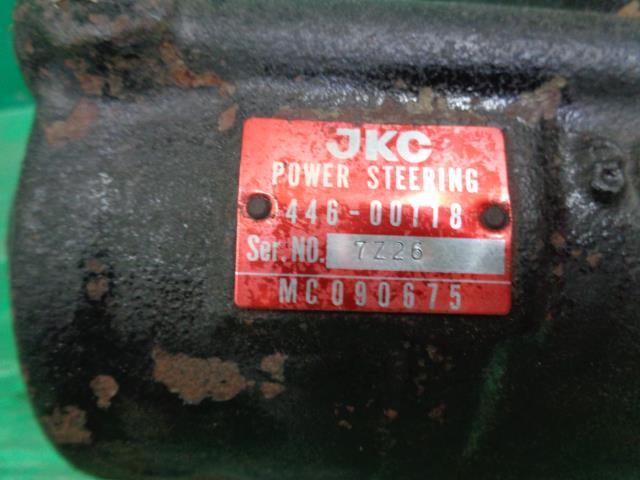 JKC
POWER STEERING
446-00118
Ser.NO. 7Z26
MC090675